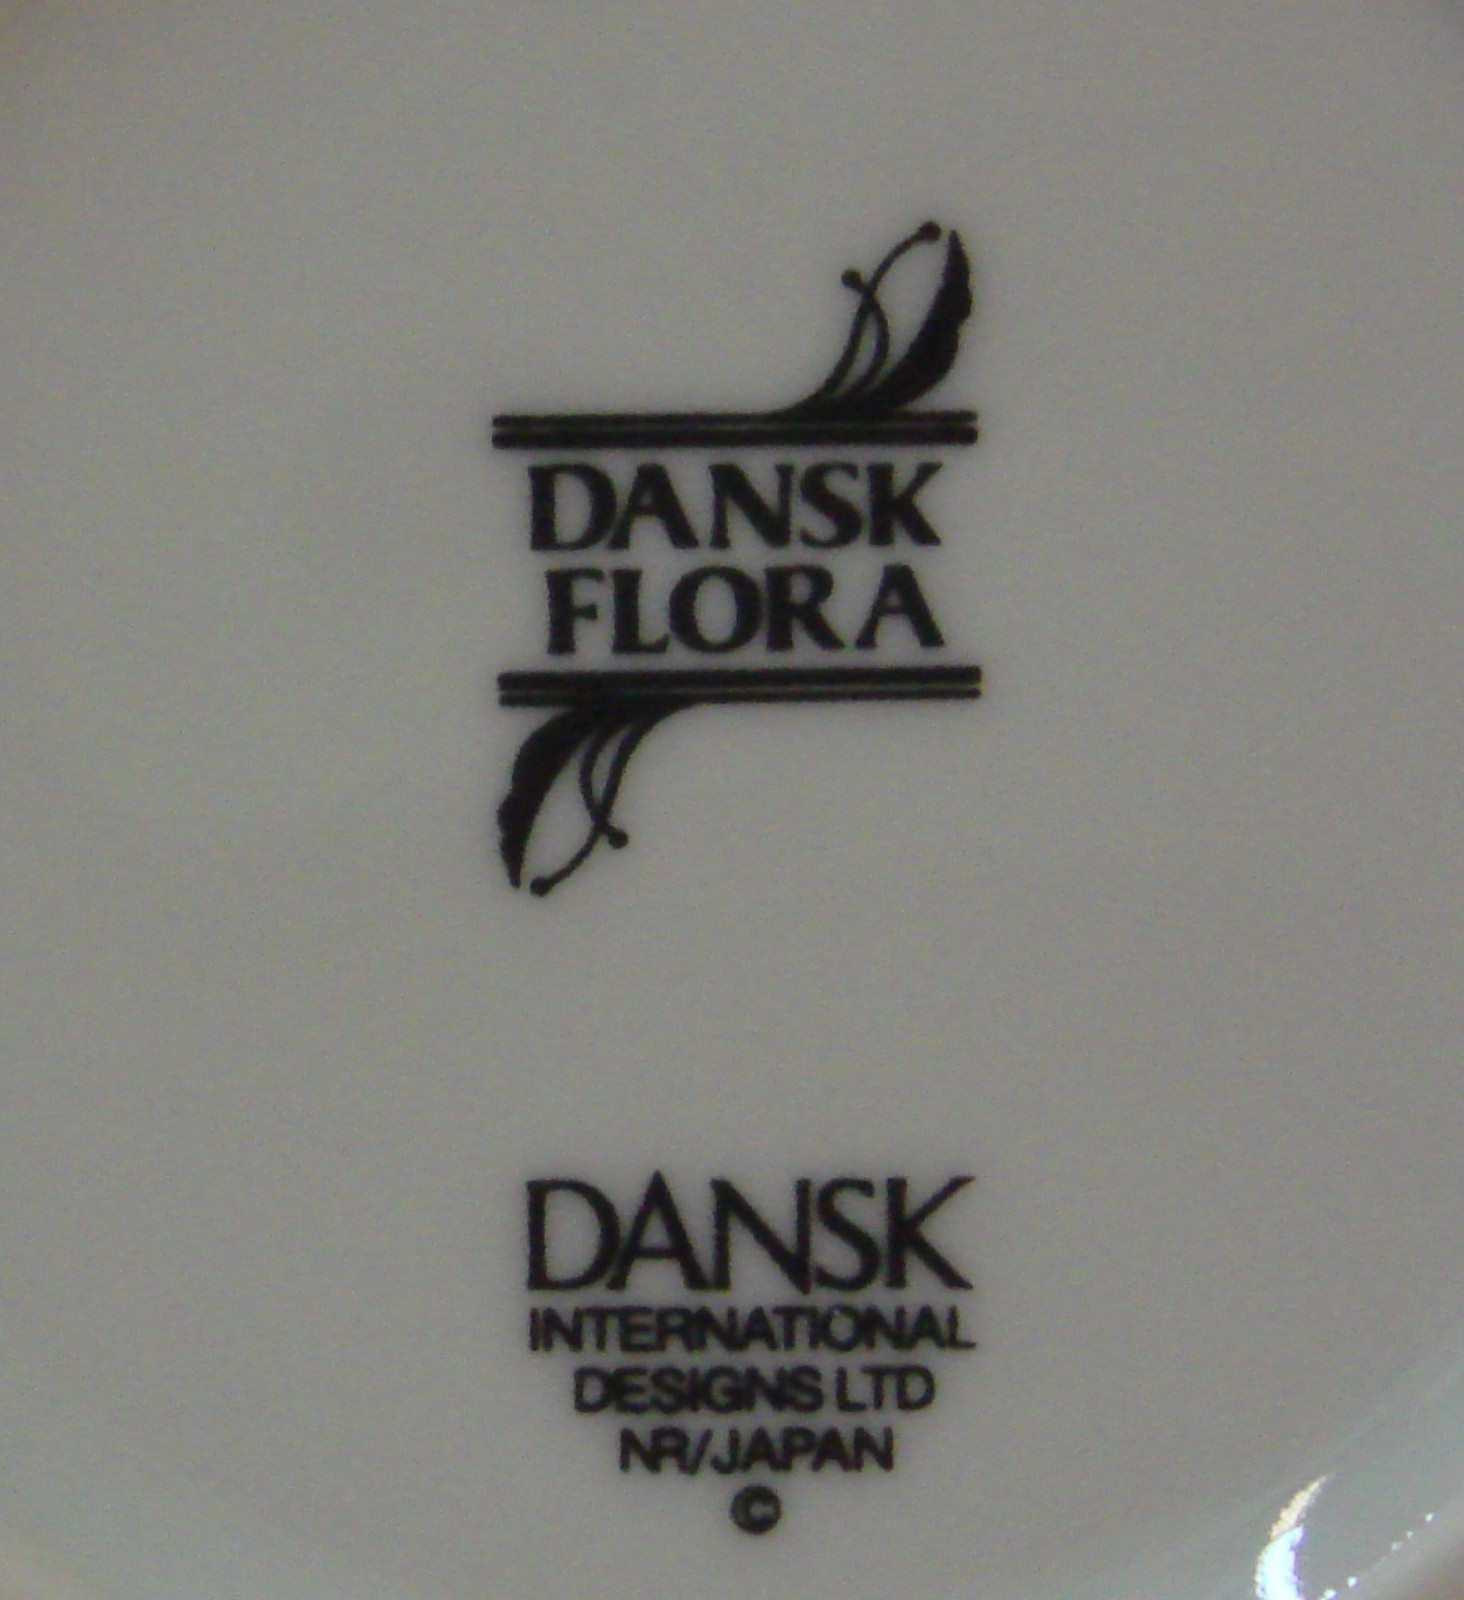 DANSK
FLORA
DANSK
INTERNATIONAL
DESIGNS LTD
NR/JAPAN
©